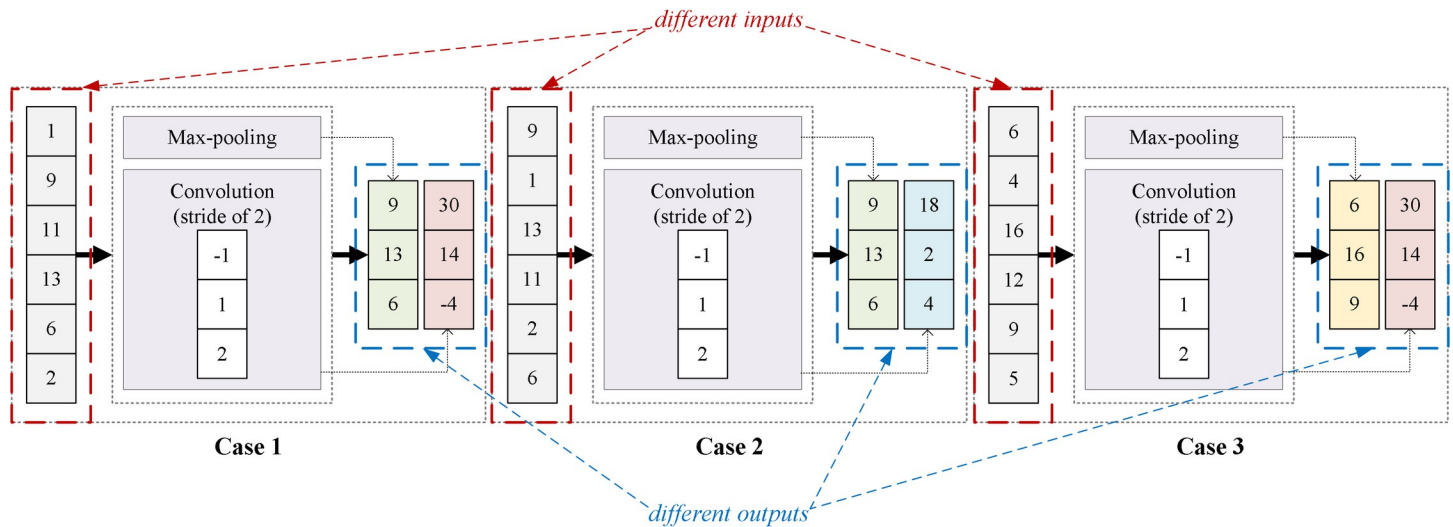 different inputs
1
9
11
13
6
2
Max-pooling
Convolution
(stride of 2)
-1
1
2
9 30
13 14
6 -4
Case 1
9
1
13
11
2
6
Max-pooling
Convolution
(stride of 2)
-1
1
2
9 18
13 2
6 4
Case 2
6
4
16
12
9
5
Max-pooling
Convolution
(stride of 2)
-1
1
2
6 30
16 14
9 -4
Case 3
different outputs